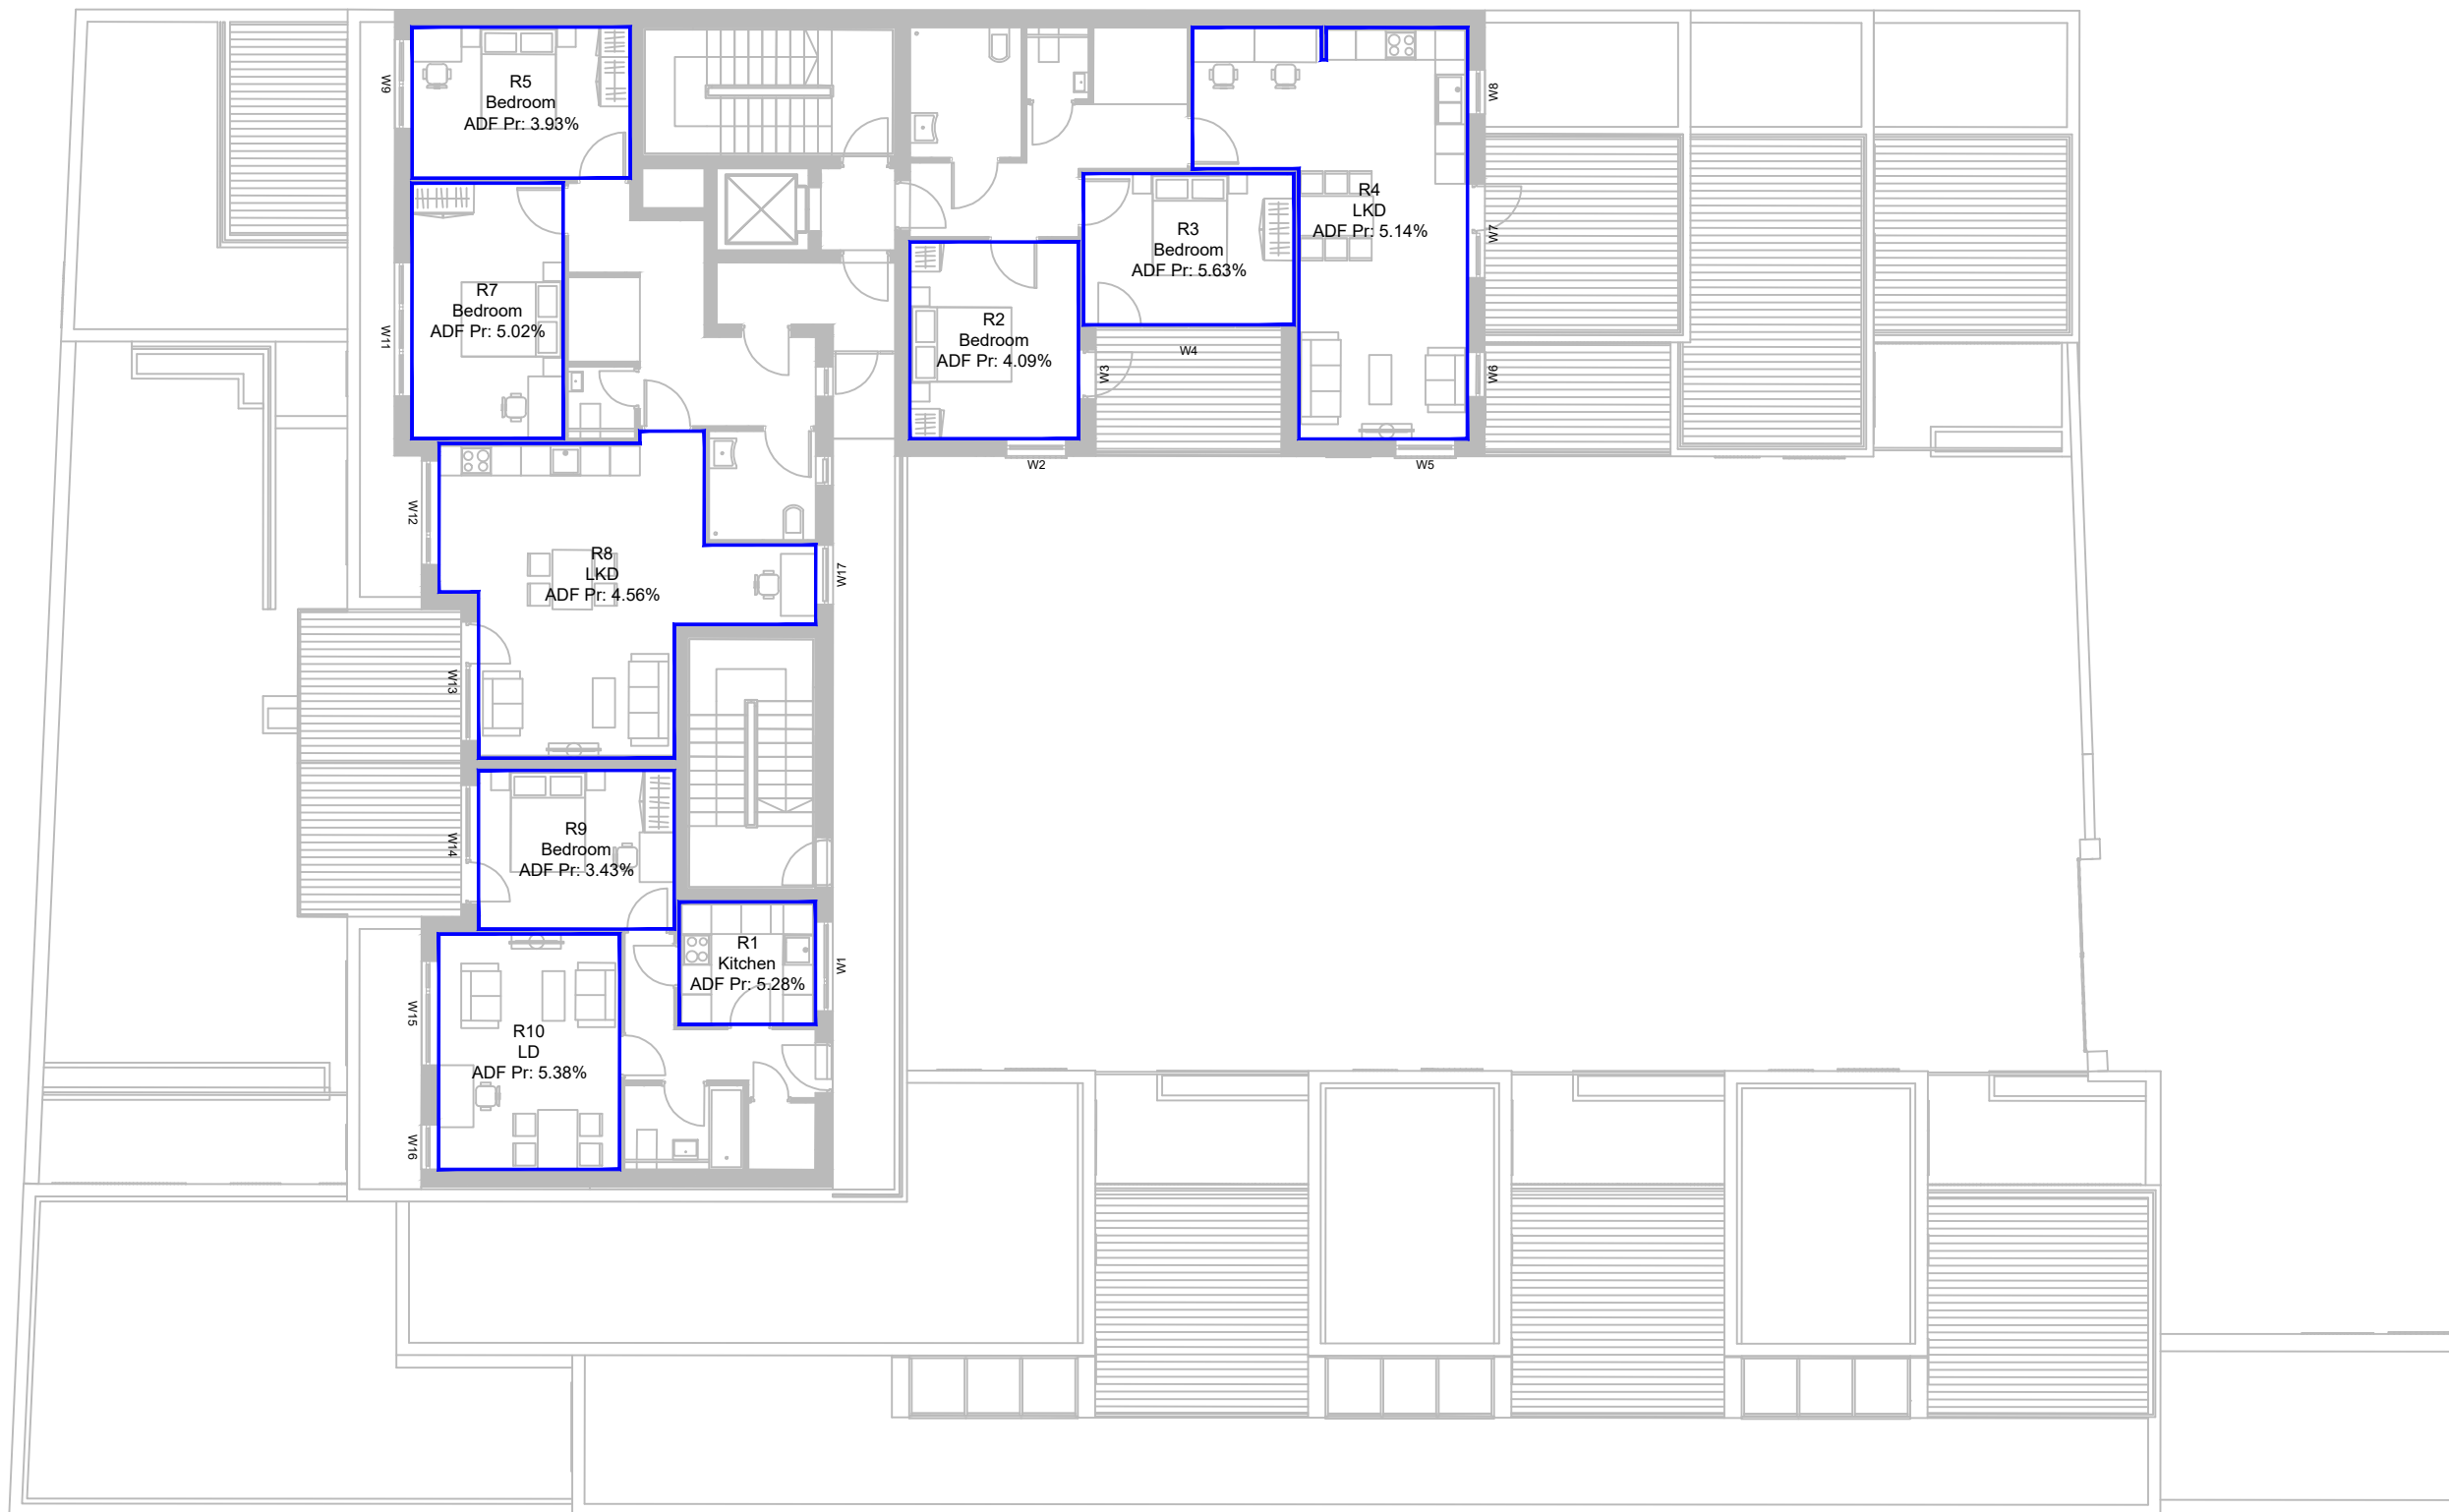 R5
Bedroom
ADF Pr: 3.93%
W9
R7
Bedroom
ADF Pr: 5.02%
W11
R2
Bedroom
ADF Pr: 4.09%
W2
W3
R3
Bedroom
ADF Pr: 5.63%
W4
R4
LKD
ADF Pr: 5.14%
W8
W7
W6
W5
W12
R8
LKD
ADF Pr: 4.56%
W17
W13
R9
Bedroom
ADF Pr: 3.43%
W14
R1
Kitchen
ADF Pr: 5.28%
W1
R10
LD
ADF Pr: 5.38%
W15
W16